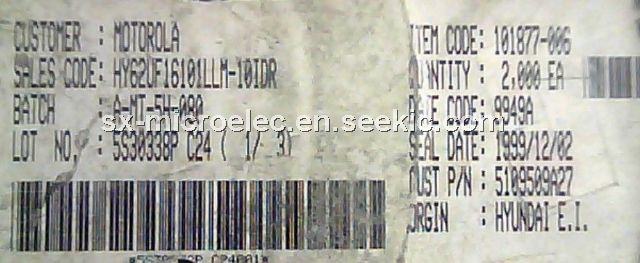 CUSTOMER : MOTOROLA
SALES CODE: HY62UF16101LLM-10IDR
BATCH : A-MT-5H-080
LOT NO, : 5S30338P C24 ( 1/ 3)
ITEM CODE: 101877-006
QUANTITY : 2,000 EA
DATE CODE: 9949A
SEAL DATE: 1999/12/02
CUST P/N : 5109509A27
ORGIN : HYUNDAI E.I.
sx-microelec.en.seekic.com